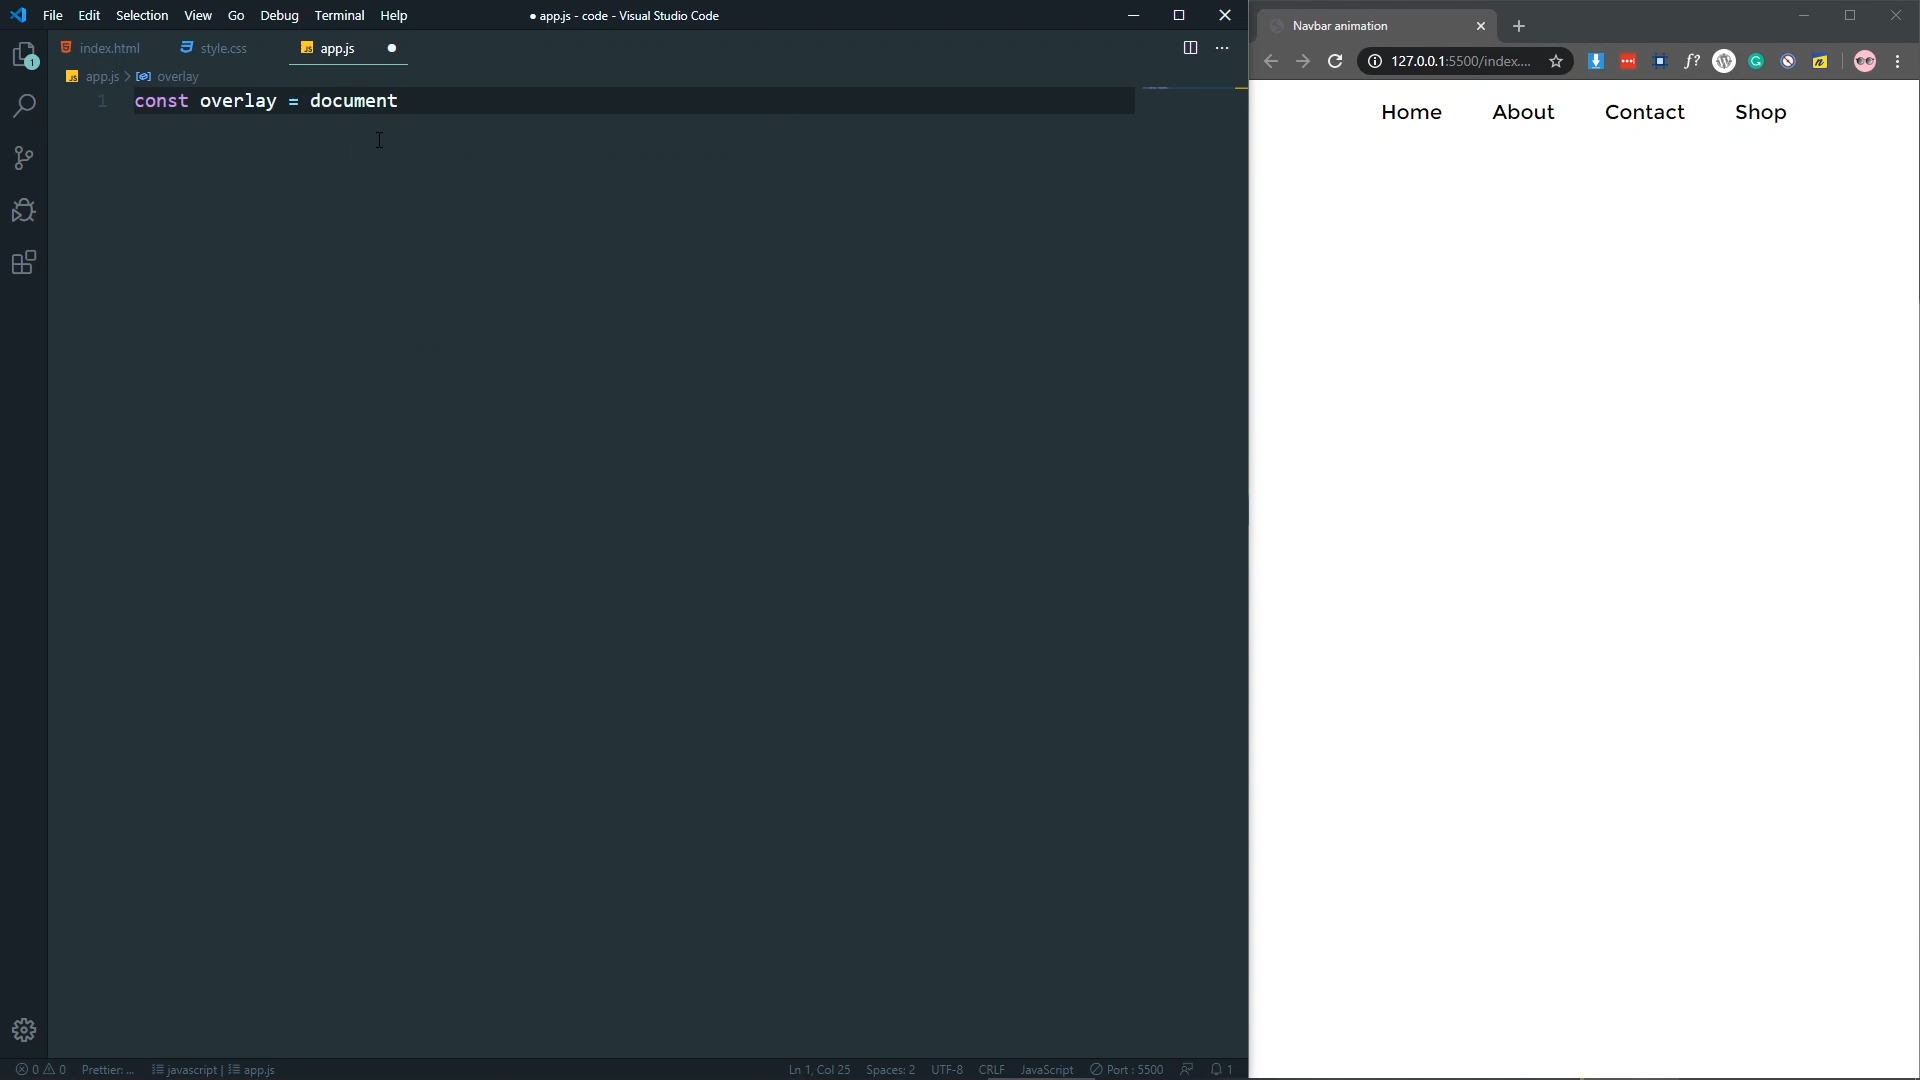 File Edit Selection View Go Debug Terminal Help
● app.js - code - Visual Studio Code
index.html style.css app.js
app.js > overlay
1 const overlay = document
0 0 Prettier: ... javascript | app.js
Ln 1, Col 25 Spaces: 2 UTF-8 CRLF JavaScript Port : 5500 1
Navbar animation
127.0.0.1:5500/index....
Home About Contact Shop